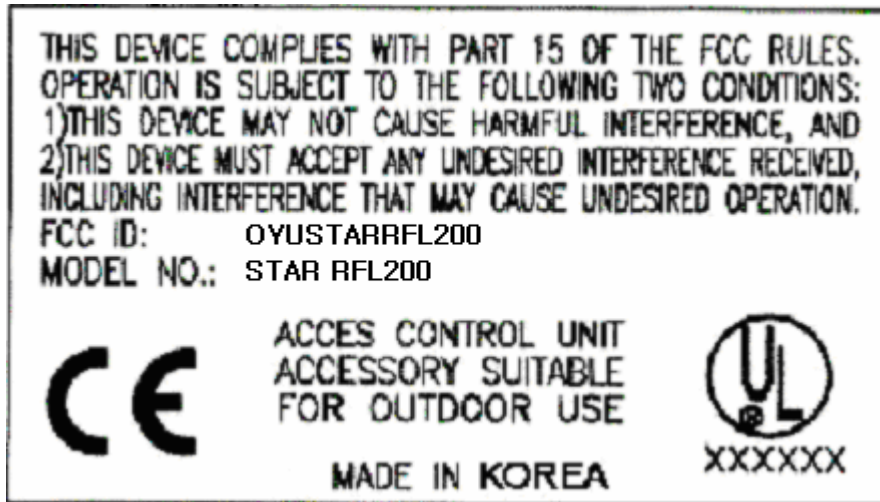 THIS DEVICE COMPLIES WITH PART 15 OF THE FCC RULES.
OPERATION IS SUBJECT TO THE FOLLOWING TWO CONDITIONS:
1)THIS DEVICE MAY NOT CAUSE HARMFUL INTERFERENCE, AND
2)THIS DEVICE MUST ACCEPT ANY UNDESIRED INTERFERENCE RECEIVED,
INCLUDING INTERFERENCE THAT MAY CAUSE UNDESIRED OPERATION.
FCC ID: OYUSTARRFL200
MODEL NO.: STAR RFL200
CE
ACCES CONTROL UNIT
ACCESSORY SUITABLE
FOR OUTDOOR USE
MADE IN KOREA
UL
®
XXXXXX